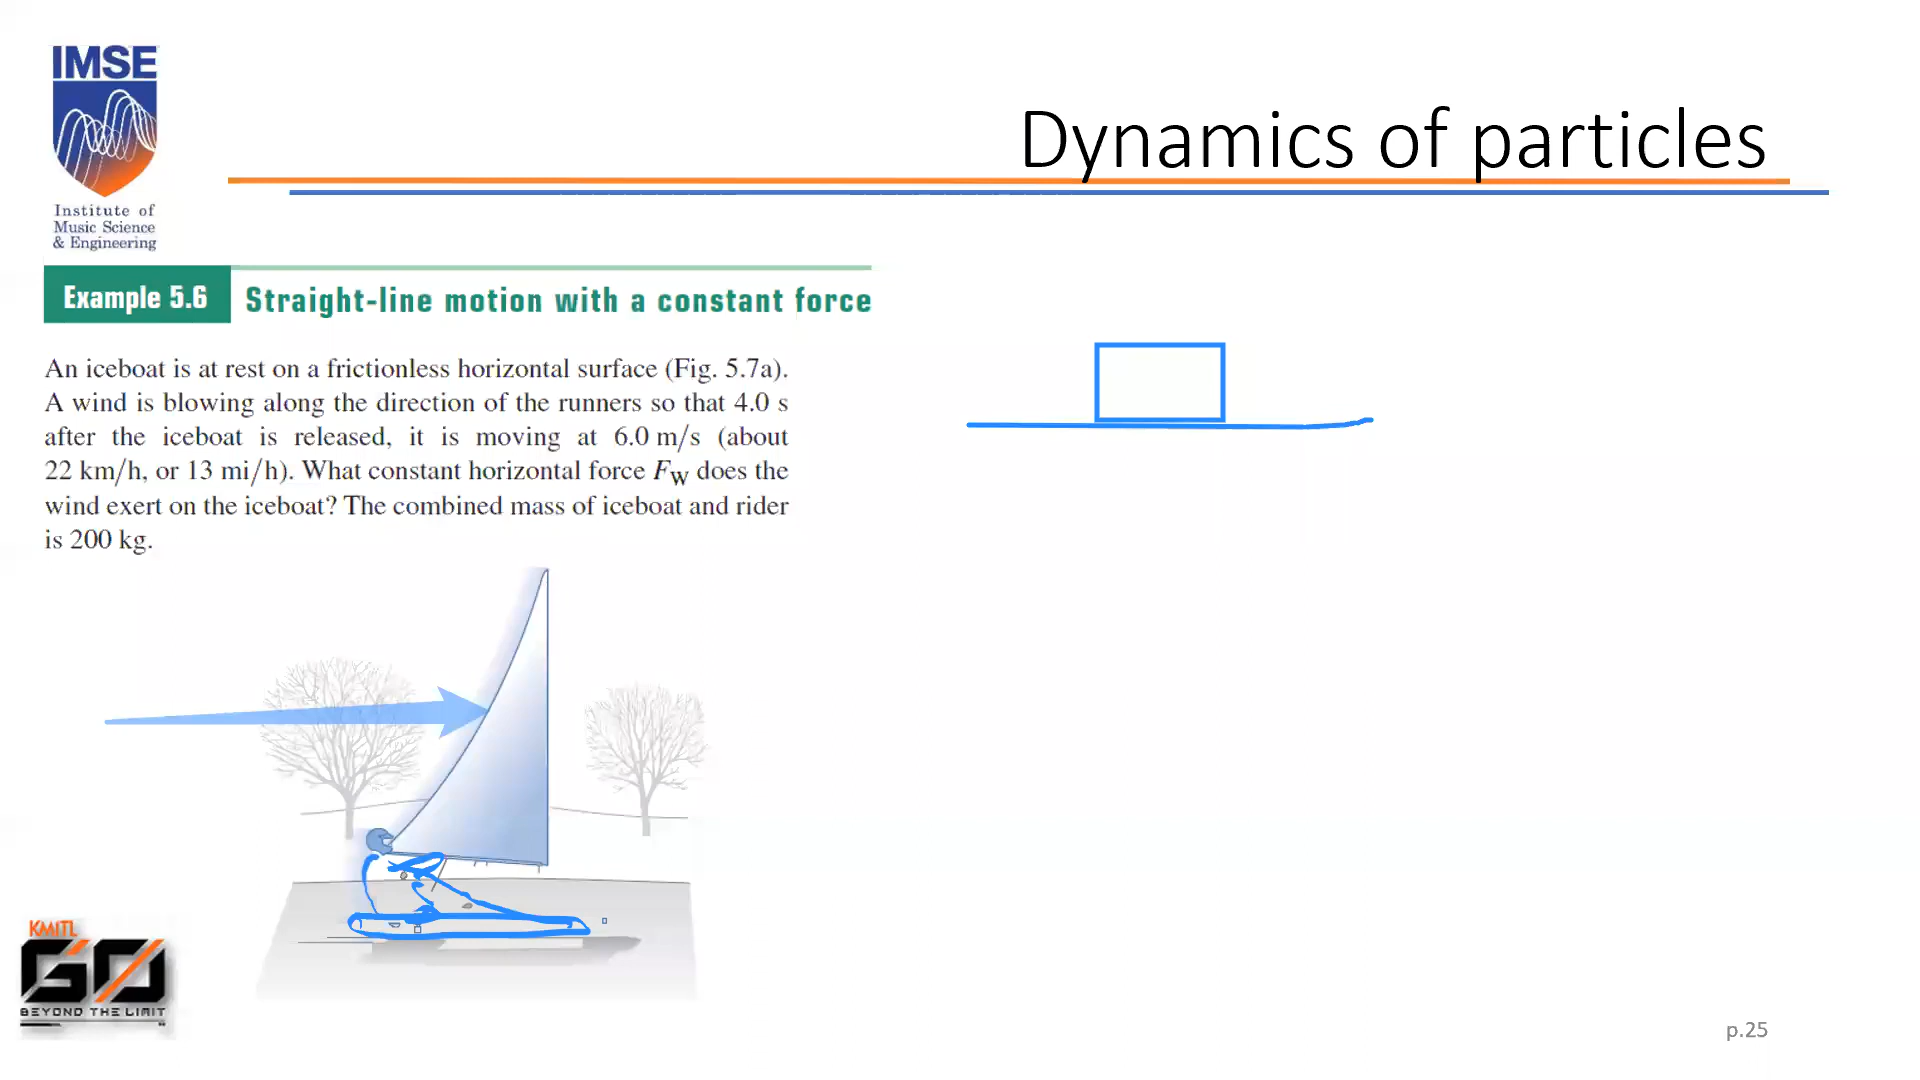 IMSE
Institute of
Music Science
& Engineering
Dynamics of particles
Example 5.6 Straight-line motion with a constant force
An iceboat is at rest on a frictionless horizontal surface (Fig. 5.7a).
A wind is blowing along the direction of the runners so that 4.0 s
after the iceboat is released, it is moving at 6.0 m/s (about
22 km/h, or 13 mi/h). What constant horizontal force FW does the
wind exert on the iceboat? The combined mass of iceboat and rider
is 200 kg.
KMITL
GO
BEYOND THE LIMIT
p.25